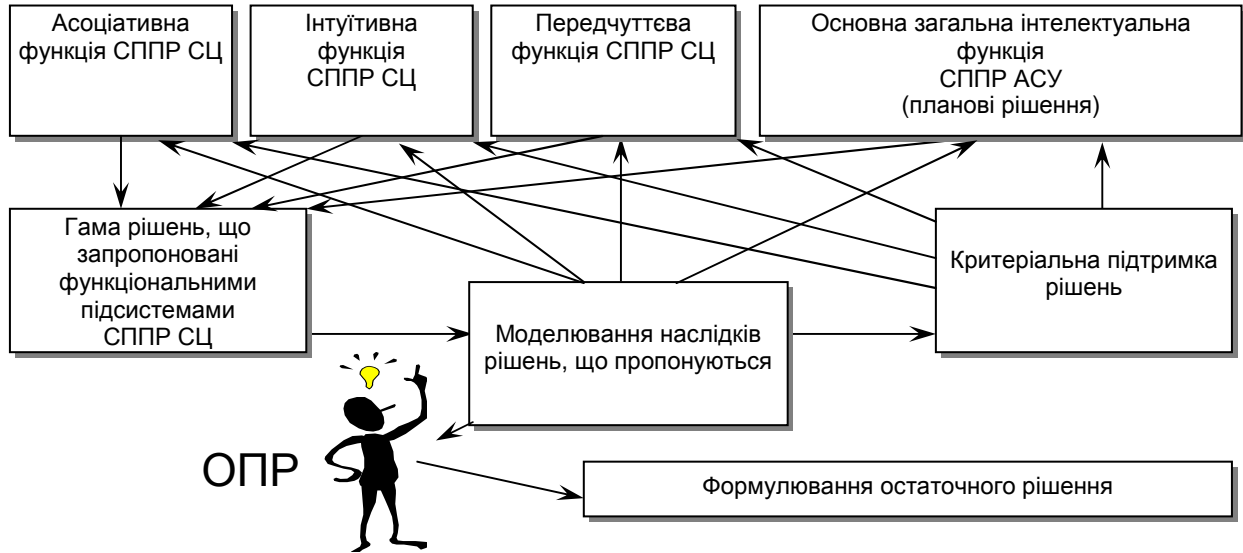 Асоціативна
функція СППР СЦ
Інтуїтивна
функція
СППР СЦ
Передчуттєва
функція СППР СЦ
Основна загальна інтелектуальна
функція
СППР АСУ
(планові рішення)
Гама рішень, що
запропоновані
функціональними
підсистемами
СППР СЦ
Моделювання наслідків
рішень, що пропонуються
Критеріальна підтримка
рішень
ОПР
Формулювання остаточного рішення